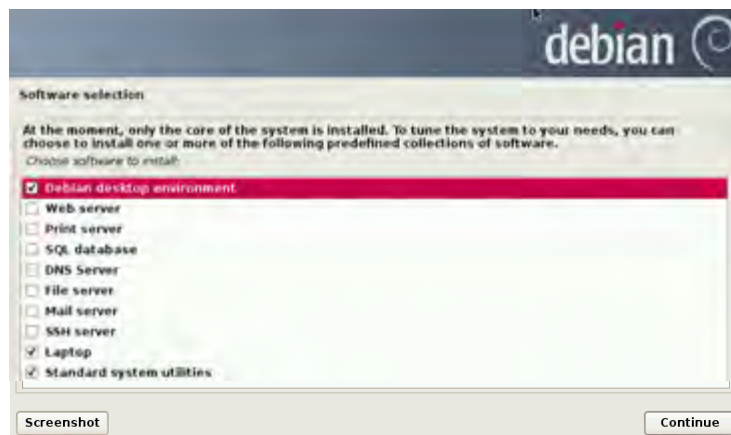 debian
Software selection
At the moment, only the core of the system is installed. To tune the system to your needs, you can
choose to install one or more of the following predefined collections of software.
Choose software to install:
Debian desktop environment
Web server
Print server
SQL database
DNS Server
File server
Mail server
SSH server
Laptop
Standard system utilities
Screenshot
Continue